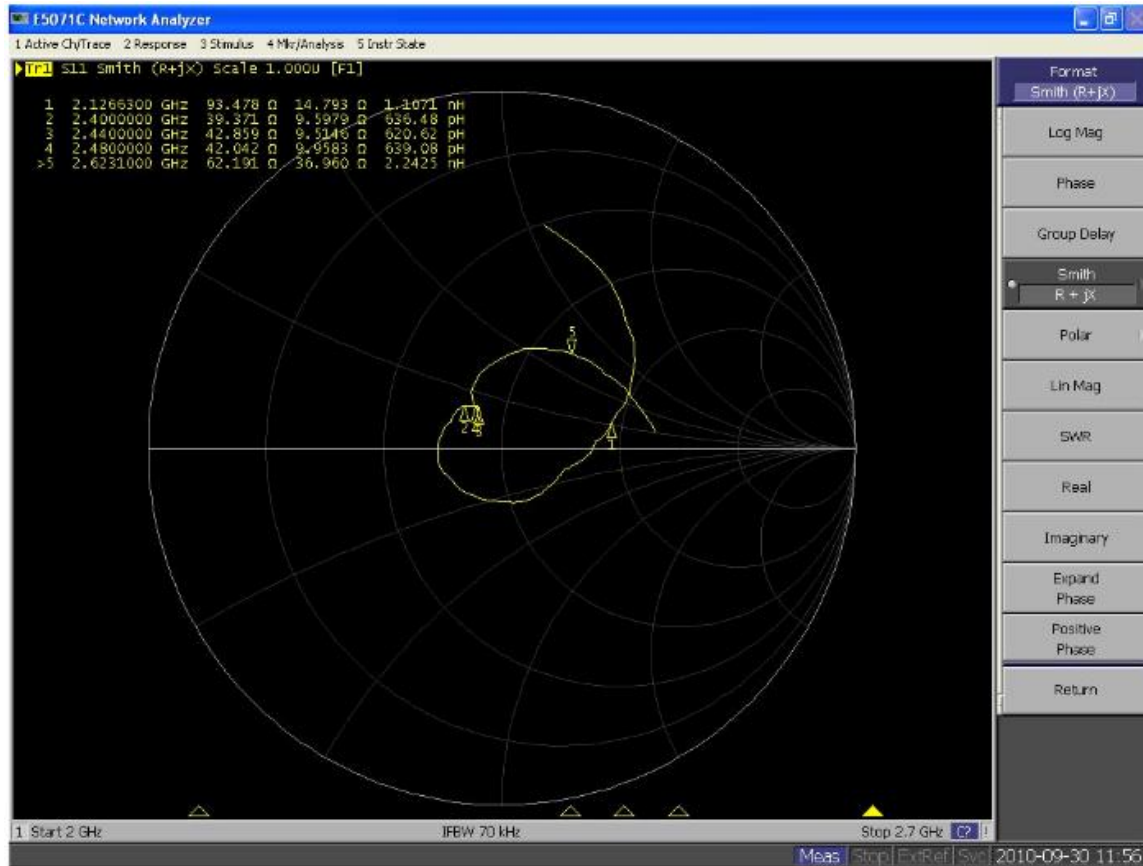 E5071C Network Analyzer
1 Active Ch/Trace 2 Response 3 Stimulus 4 Mkr/Analysis 5 Instr State
Tr1 S11 Smith (R+jX) Scale 1.000U [F1]
1 2.1266300 GHz 93.478 Ω 14.793 Ω 1.1071 nH
2 2.4000000 GHz 39.371 Ω 9.5979 Ω 636.48 pH
3 2.4400000 GHz 42.859 Ω 9.5146 Ω 620.62 pH
4 2.4800000 GHz 42.042 Ω 9.9583 Ω 639.08 pH
>5 2.6231000 GHz 62.191 Ω 36.960 Ω 2.2425 nH
5
2 4
3
1
Format
Smith (R+jX)
Log Mag
Phase
Group Delay
Smith
R + jX
Polar
Lin Mag
SWR
Real
Imaginary
Expand
Phase
Positive
Phase
Return
1 Start 2 GHz IFBW 70 kHz Stop 2.7 GHz C? !
Meas Stop ExtRef Svc 2010-09-30 11:56